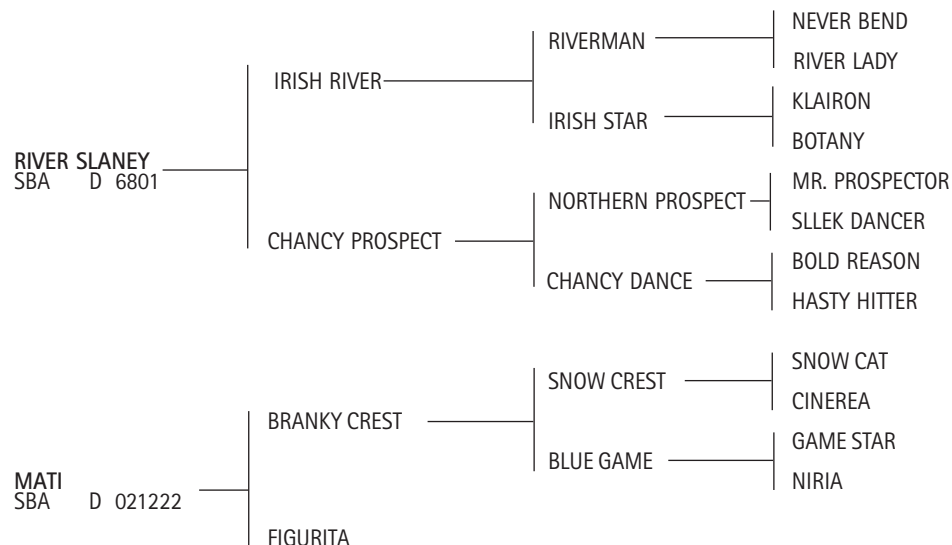 NEVER BEND
RIVERMAN
RIVER LADY
IRISH RIVER
KLAIRON
IRISH STAR
BOTANY
RIVER SLANEY
SBA D 6801
MR. PROSPECTOR
NORTHERN PROSPECT
SLLEK DANCER
CHANCY PROSPECT
BOLD REASON
CHANCY DANCE
HASTY HITTER
SNOW CAT
SNOW CREST
CINEREA
BRANKY CREST
GAME STAR
BLUE GAME
NIRIA
MATI
SBA D 021222
FIGURITA